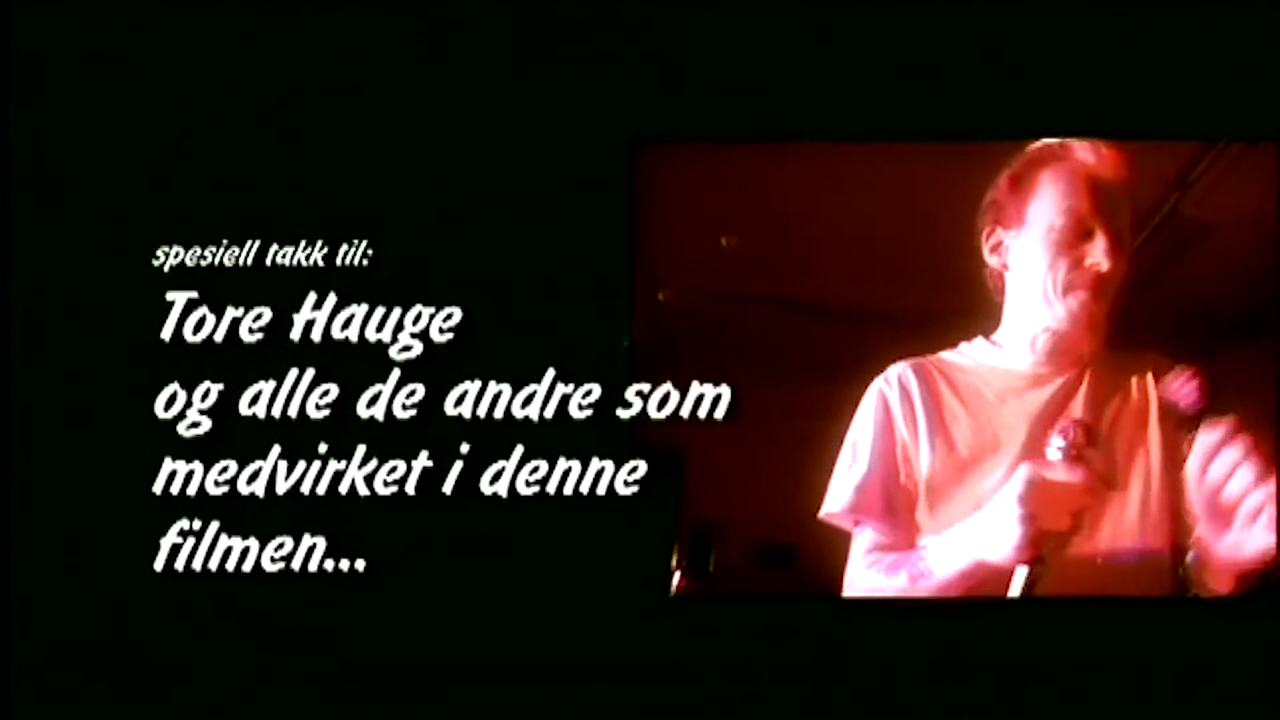 spesiell takk til:
Tore Hauge
og alle de andre som
medvirket i denne
filmen...